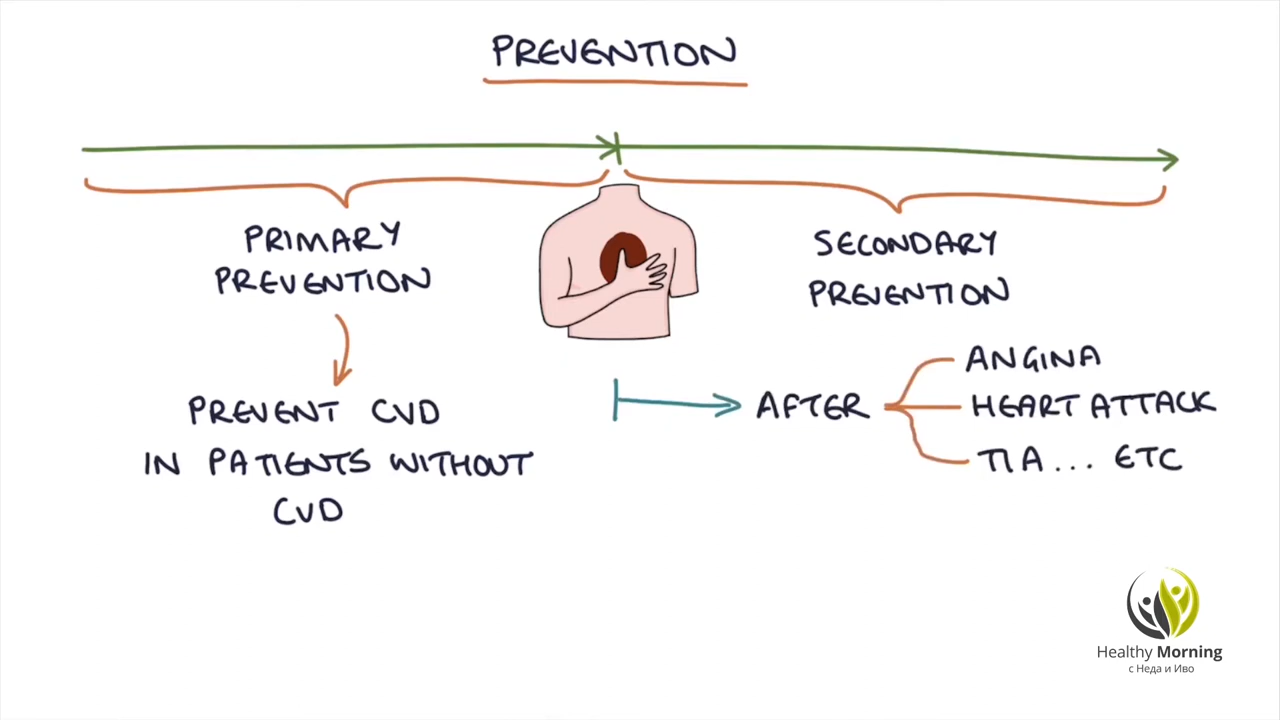 PREVENTION
PRIMARY
PREVENTION
PREVENT CVD
IN PATIENTS WITHOUT
CVD
SECONDARY
PREVENTION
AFTER
ANGINA
HEART ATTACK
TIA... ETC
Healthy Morning
с Неда и Иво